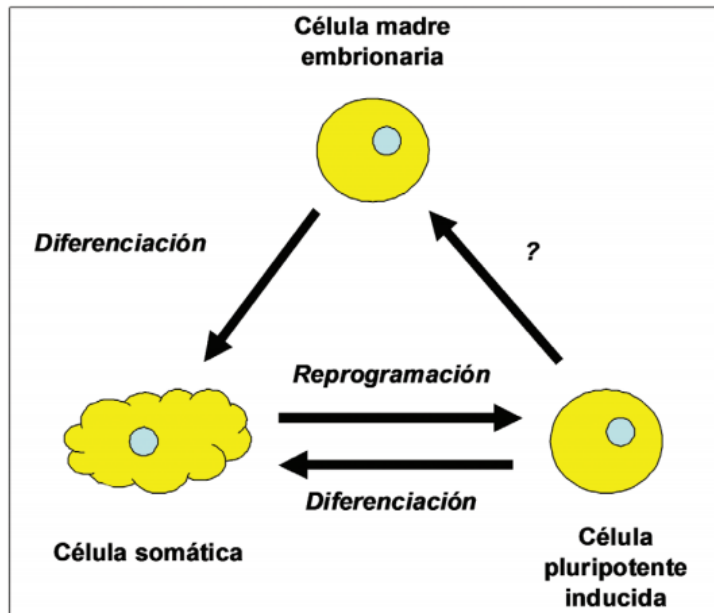 Célula madre
embrionaria
Diferenciación
?
Reprogramación
Diferenciación
Célula somática
Célula
pluripotente
inducida